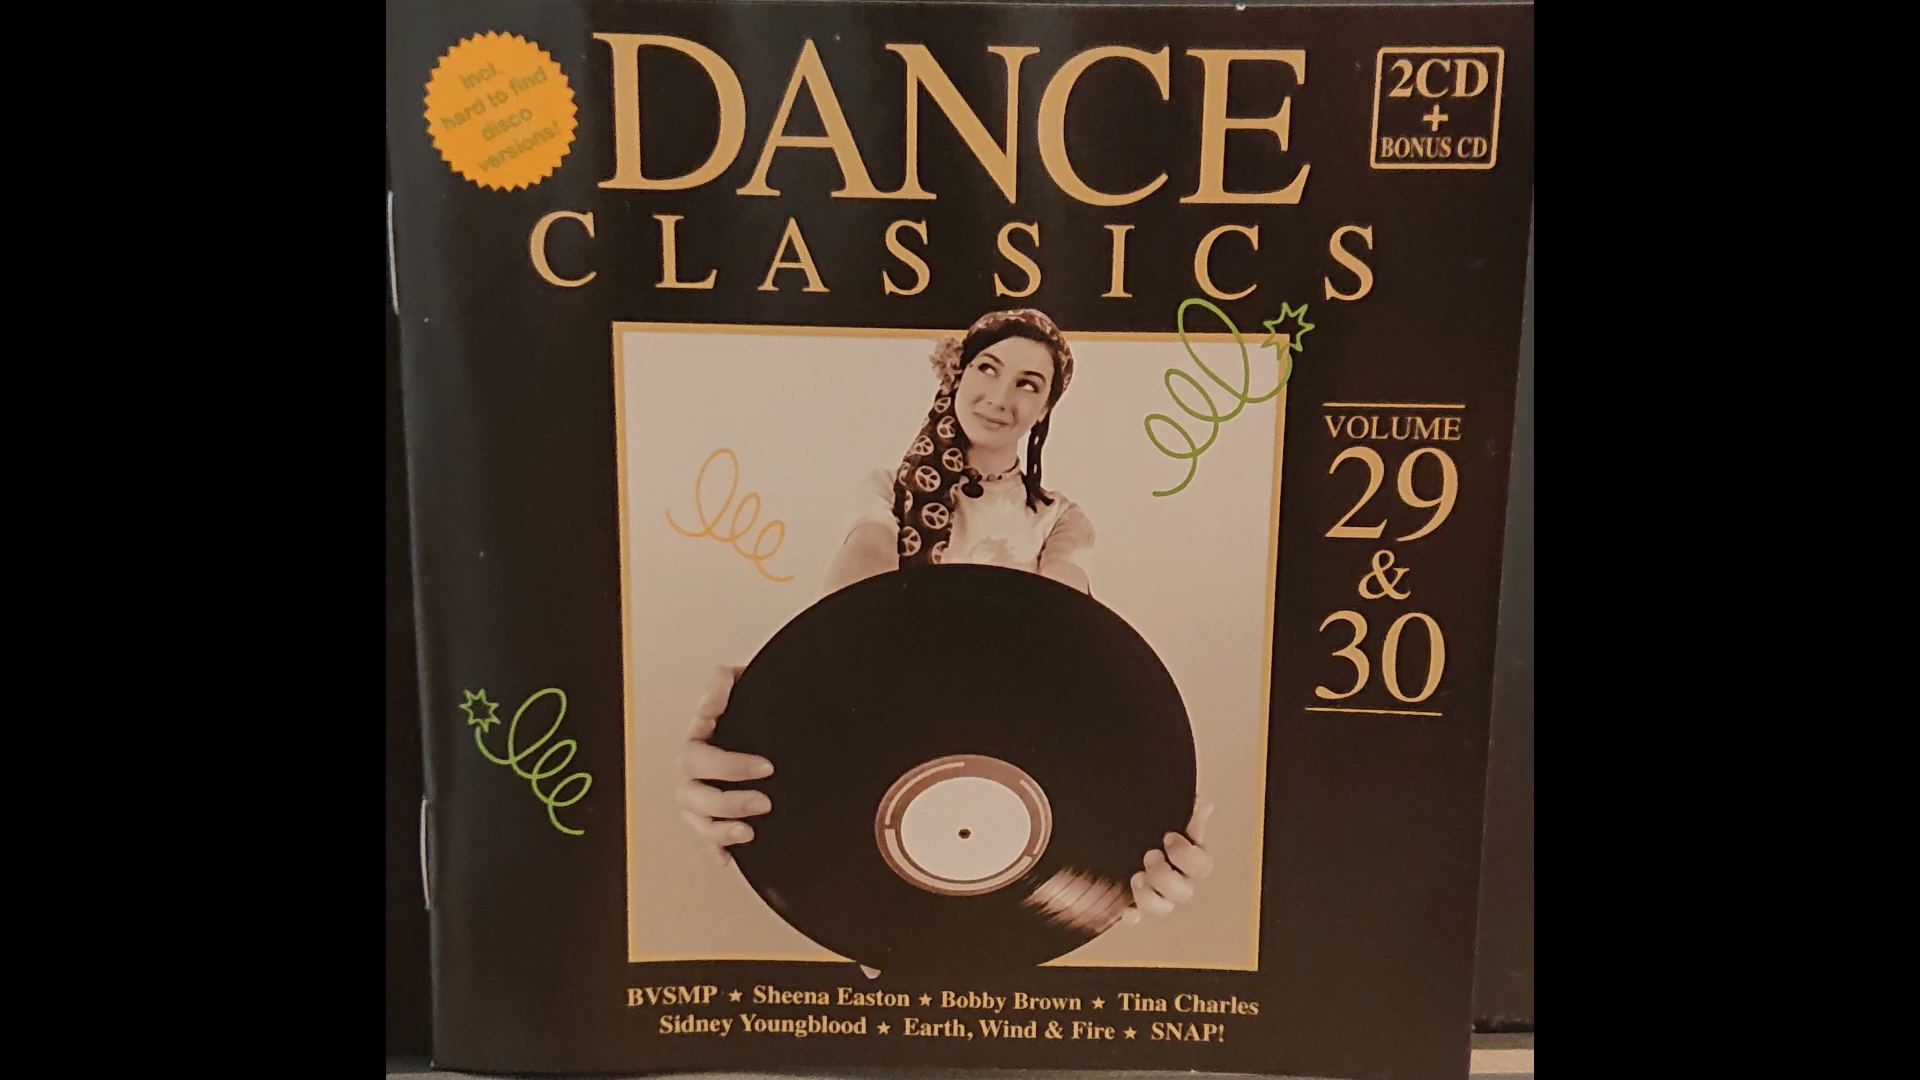 incl.
hard to find
disco
versions!
DANCE
CLASSICS
2CD
+
BONUS CD
VOLUME
29
&
30
BVSMP ★ Sheena Easton ★ Bobby Brown ★ Tina Charles
Sidney Youngblood ★ Earth, Wind & Fire ★ SNAP!